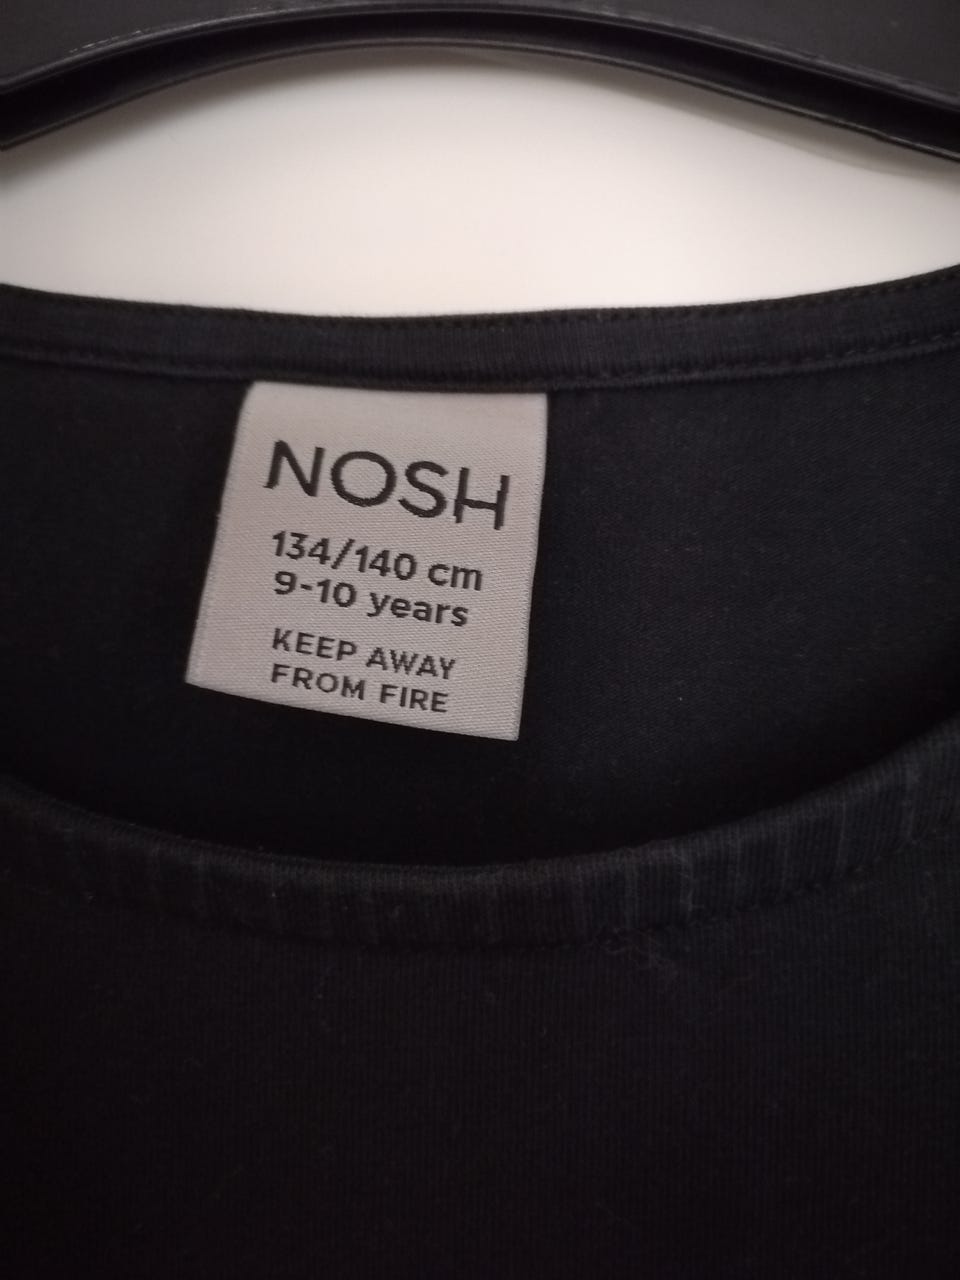 NOSH
134/140 cm
9-10 years
KEEP AWAY
FROM FIRE